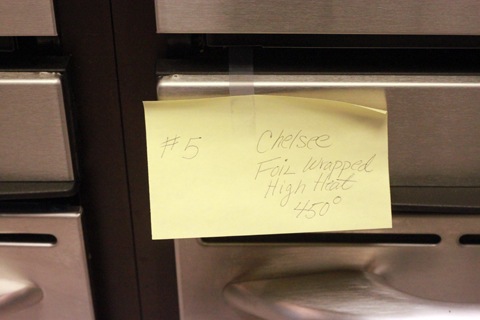 #5 Chelsee
Foil Wrapped
High Heat
450°